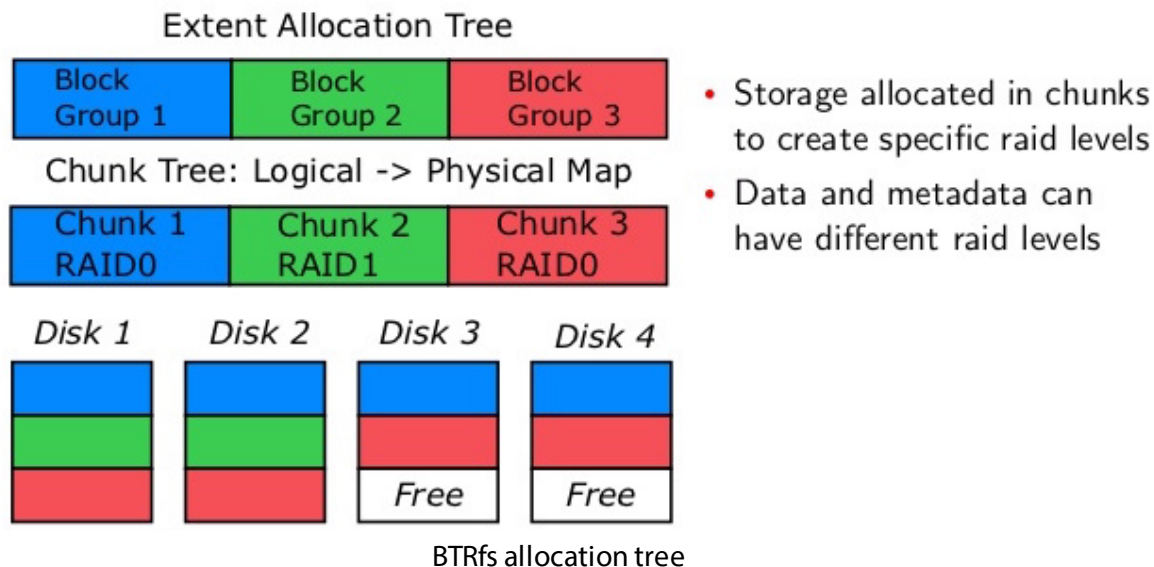 Extent Allocation Tree
Block
Group 1
Block
Group 2
Block
Group 3
Chunk Tree: Logical -> Physical Map
Chunk 1
RAID0
Chunk 2
RAID1
Chunk 3
RAID0
Disk 1
Disk 2
Disk 3
Disk 4
Free
Free
• Storage allocated in chunks
to create specific raid levels
• Data and metadata can
have different raid levels
BTRfs allocation tree